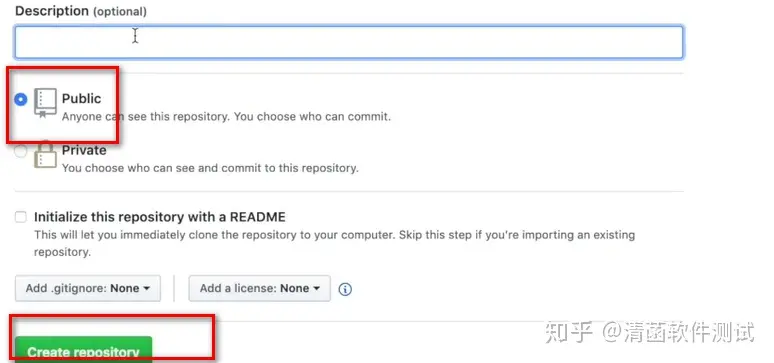 Description (optional)
Public
Anyone can see this repository. You choose who can commit.
Private
You choose who can see and commit to this repository.
Initialize this repository with a README
This will let you immediately clone the repository to your computer. Skip this step if you're importing an existing
repository.
Add .gitignore: None
Add a license: None
Create repository
知乎 @清菡软件测试